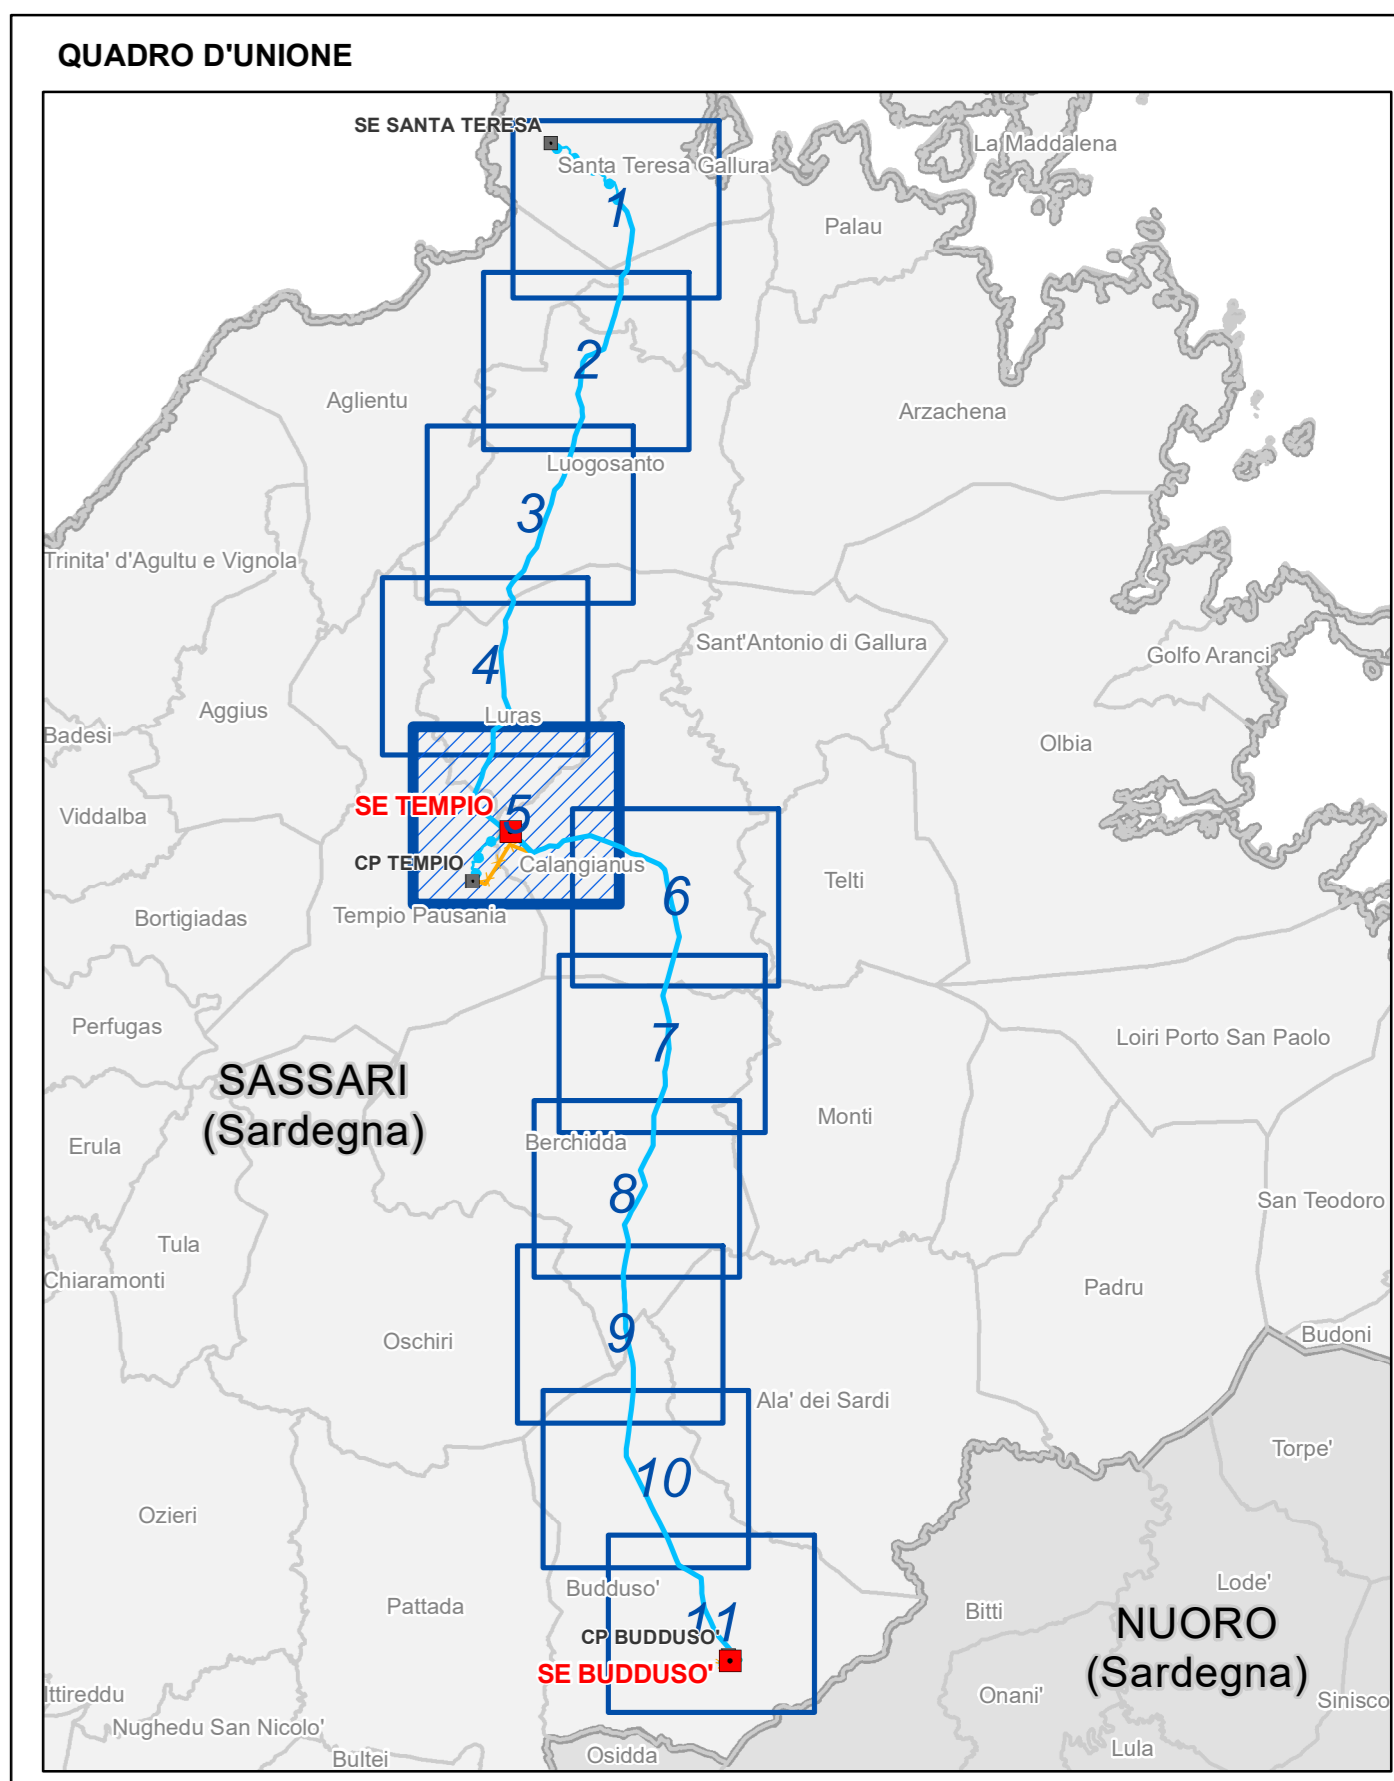 QUADRO D'UNIONE
SE SANTA TERESA
La Maddalena
Santa Teresa Gallura
1
Palau
2
Aglientu
Arzachena
Luogosanto
3
Trinita' d'Agultu e Vignola
Sant'Antonio di Gallura
Golfo Aranci
4
Aggius
Luras
Badesi
Olbia
SE TEMPIO
5
Viddalba
CP TEMPIO
Calangianus
Telti
6
Tempio Pausania
Bortigiadas
Perfugas
Loiri Porto San Paolo
7
SASSARI
(Sardegna)
Monti
Erula
Berchidda
8
San Teodoro
Tula
Chiaramonti
Padru
9
Oschiri
Budoni
Ala' dei Sardi
Torpe'
10
Ozieri
Budduso'
Lode'
Pattada
Bitti
11
NUORO
(Sardegna)
CP BUDDUSO'
SE BUDDUSO'
Ittireddu
Onani'
Sinisco
Nughedu San Nicolo'
Bultei
Osidda
Lula